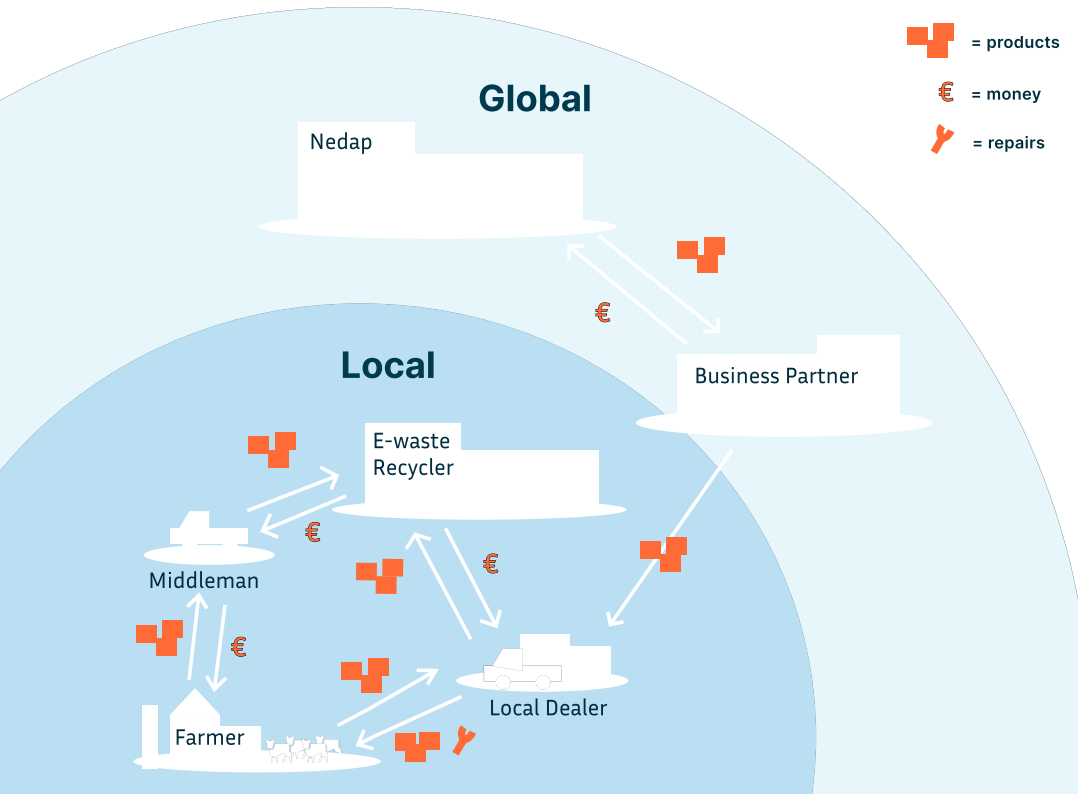 Global
= products
= money
= repairs
Nedap
€
Business Partner
Local
E-waste
Recycler
€
€
Middleman
€
Local Dealer
Farmer
€